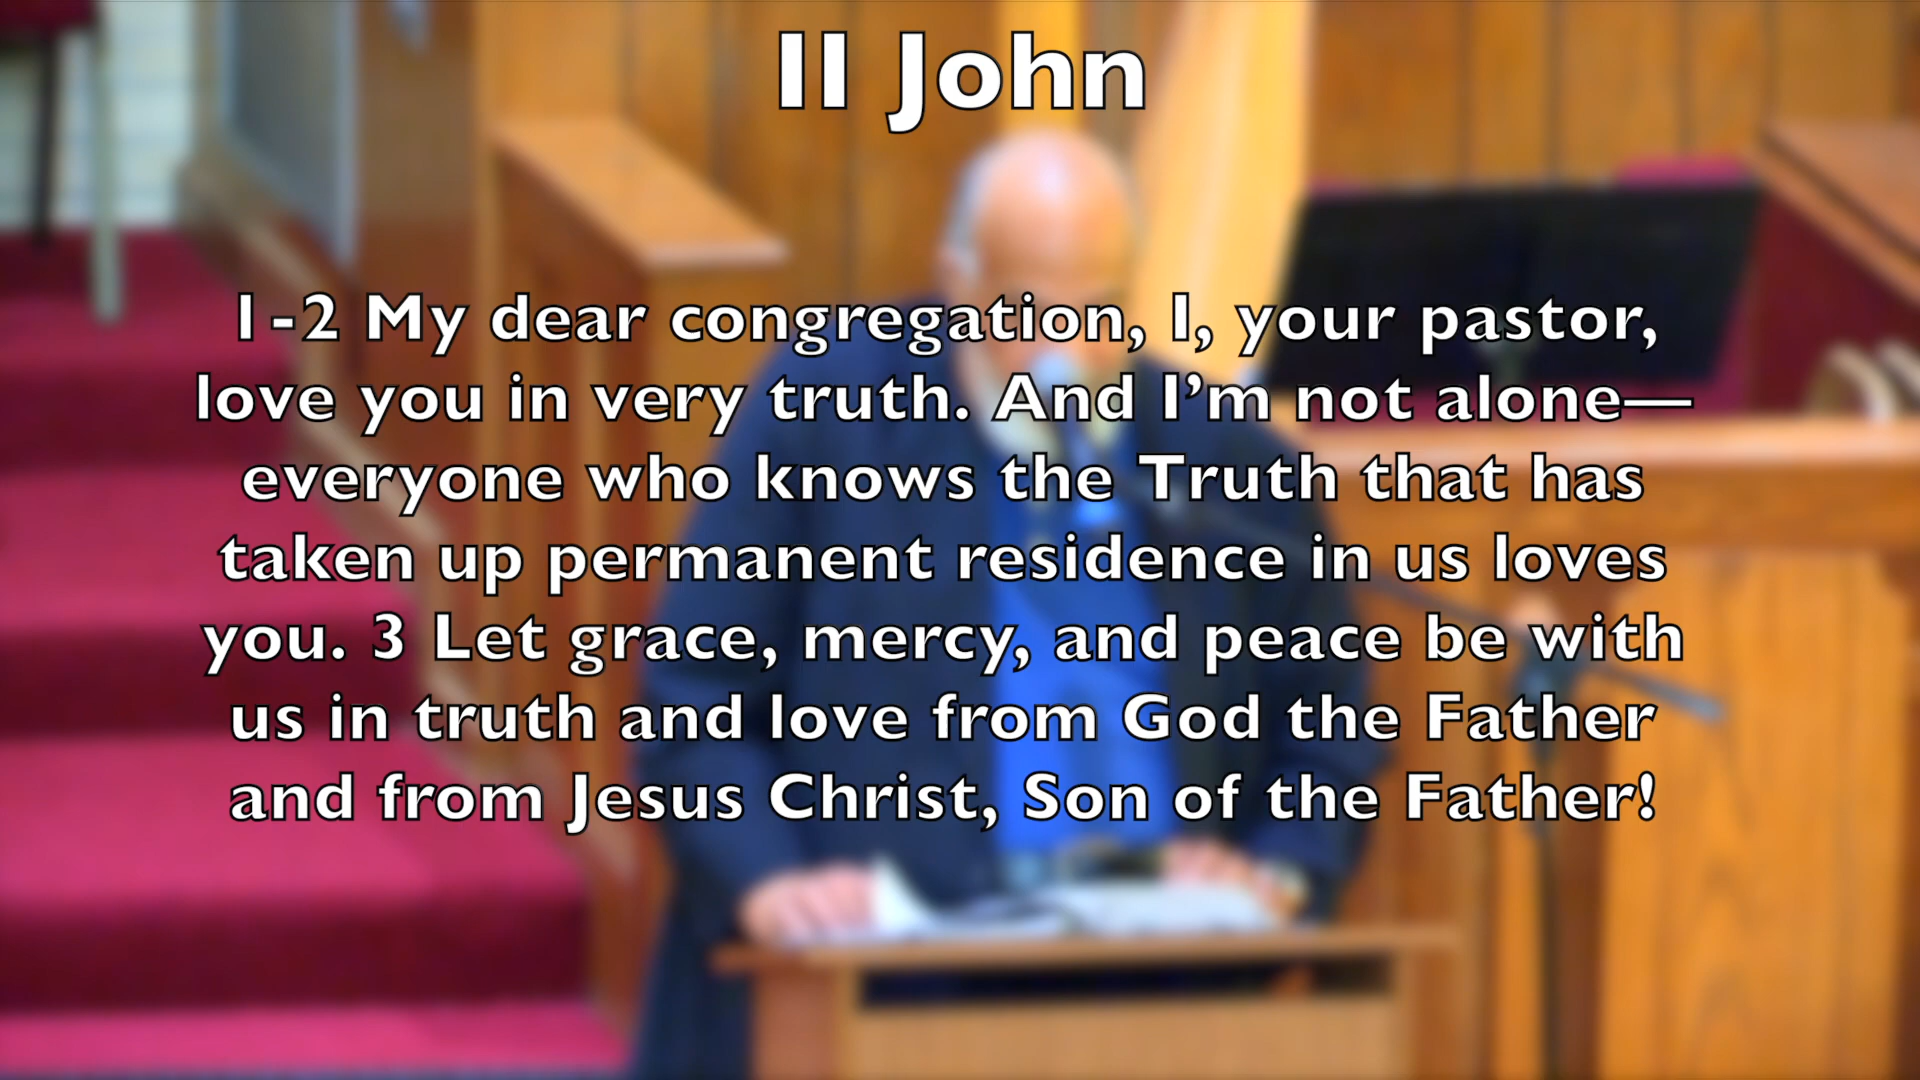 II John
1-2 My dear congregation, I, your pastor,
love you in very truth. And I’m not alone—
everyone who knows the Truth that has
taken up permanent residence in us loves
you. 3 Let grace, mercy, and peace be with
us in truth and love from God the Father
and from Jesus Christ, Son of the Father!